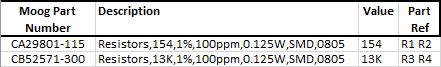 Moog Part Number Description Value Part Ref
CA29801-115 Resistors,154,1%,100ppm,0.125W,SMD,0805 154 R1 R2
CB52571-300 Resistors,13K,1%,100ppm,0.125W,SMD,0805 13K R3 R4